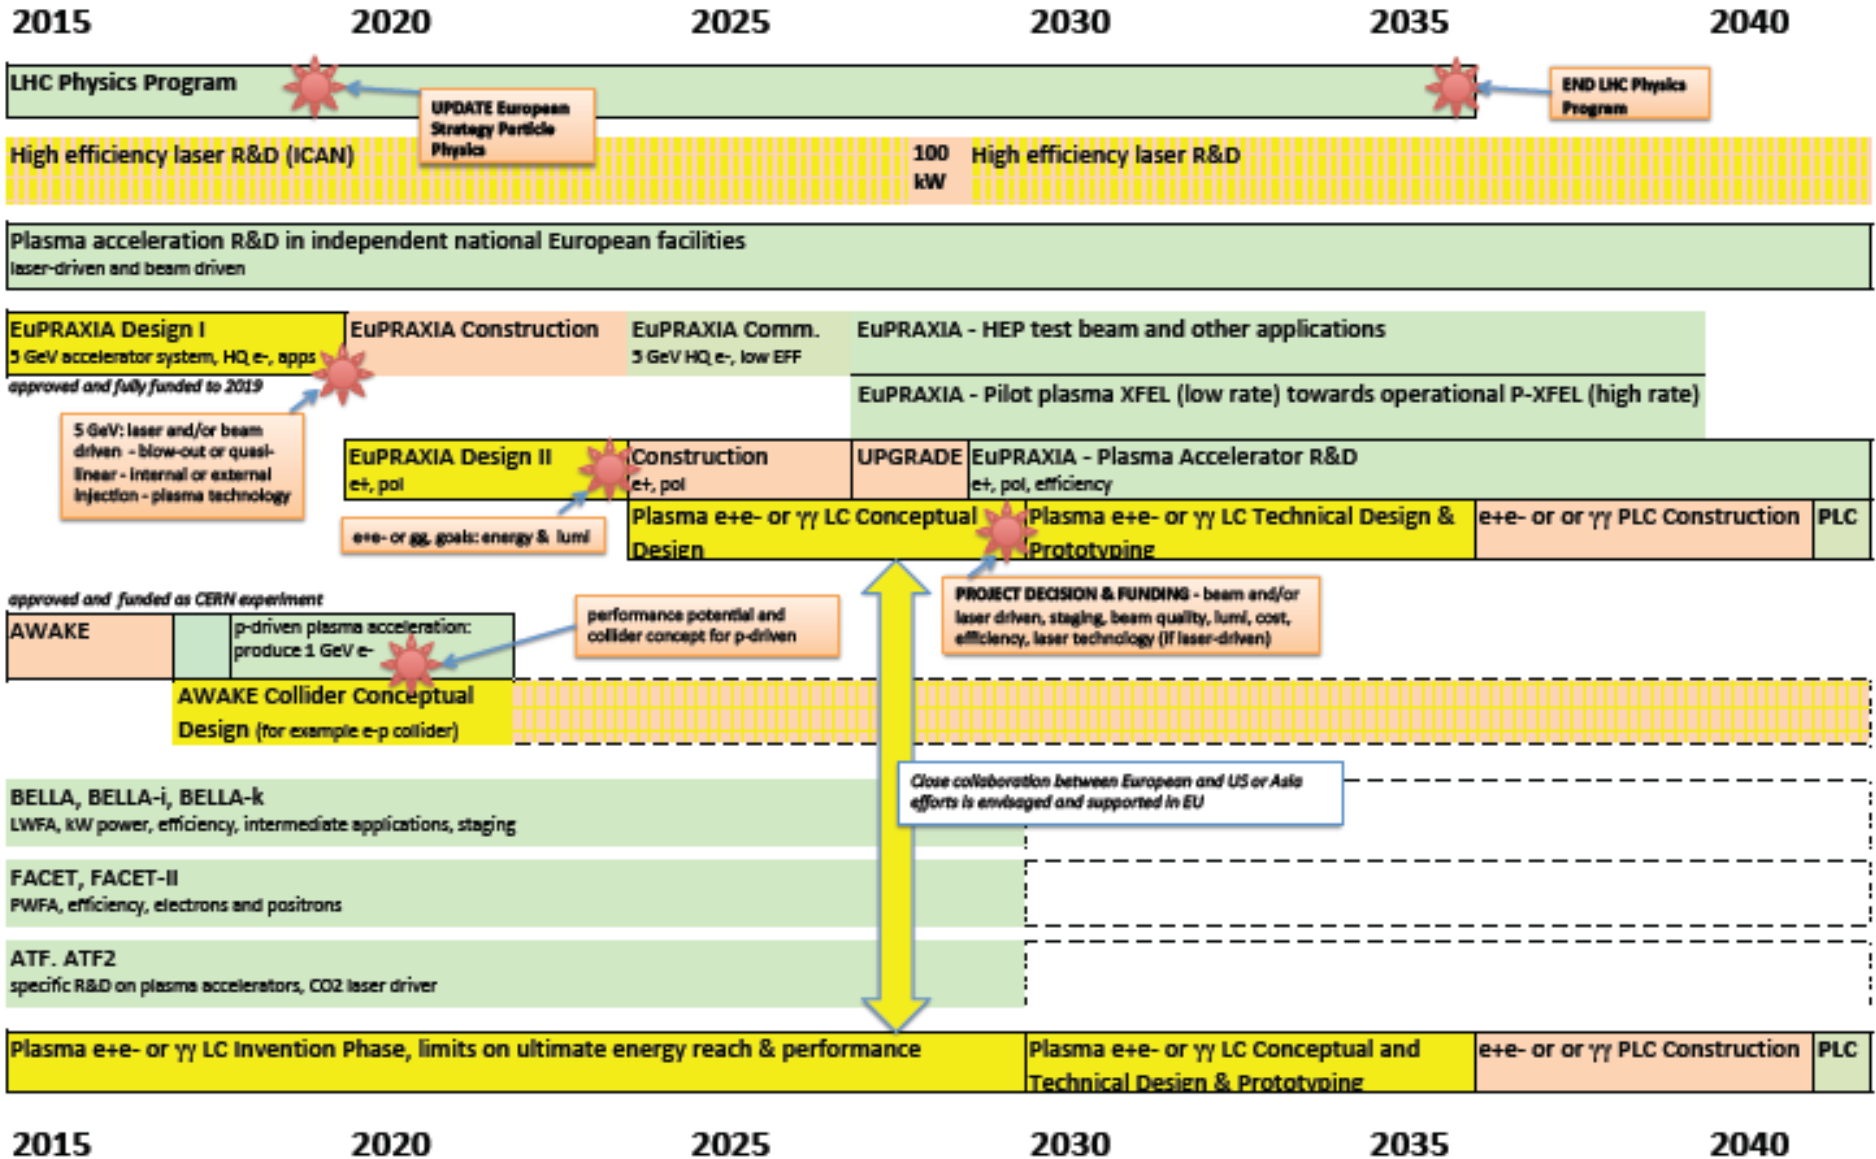 2015 2020 2025 2030 2035 2040
LHC Physics Program
UPDATE European
Strategy Particle
Physics
END LHC Physics
Program
High efficiency laser R&D (ICAN)
100
kW
High efficiency laser R&D
Plasma acceleration R&D in independent national European facilities
laser-driven and beam driven
EuPRAXIA Design I
5 GeV accelerator system, HQ e-, apps
approved and fully funded to 2019
EuPRAXIA Construction
EuPRAXIA Comm.
5 GeV HQ e-, low EFF
EuPRAXIA - HEP test beam and other applications
EuPRAXIA - Pilot plasma XFEL (low rate) towards operational P-XFEL (high rate)
5 GeV: laser and/or beam
driven - blow-out or quasi-
linear - internal or external
injection - plasma technology
EuPRAXIA Design II
e+, pol
Construction
e+, pol
UPGRADE
EuPRAXIA - Plasma Accelerator R&D
e+, pol, efficiency
e+e- or gg, goals: energy & lumi
Plasma e+e- or γγ LC Conceptual
Design
Plasma e+e- or γγ LC Technical Design &
Prototyping
e+e- or or γγ PLC Construction
PLC
PROJECT DECISION & FUNDING - beam and/or
laser driven, staging, beam quality, lumi, cost,
efficiency, laser technology (if laser-driven)
approved and funded as CERN experiment
AWAKE
p-driven plasma acceleration:
produce 1 GeV e-
performance potential and
collider concept for p-driven
AWAKE Collider Conceptual
Design (for example e-p collider)
Close collaboration between European and US or Asia
efforts is envisaged and supported in EU
BELLA, BELLA-i, BELLA-k
LWFA, kW power, efficiency, intermediate applications, staging
FACET, FACET-II
PWFA, efficiency, electrons and positrons
ATF. ATF2
specific R&D on plasma accelerators, CO2 laser driver
Plasma e+e- or γγ LC Invention Phase, limits on ultimate energy reach & performance
Plasma e+e- or γγ LC Conceptual and
Technical Design & Prototyping
e+e- or or γγ PLC Construction
PLC
2015 2020 2025 2030 2035 2040